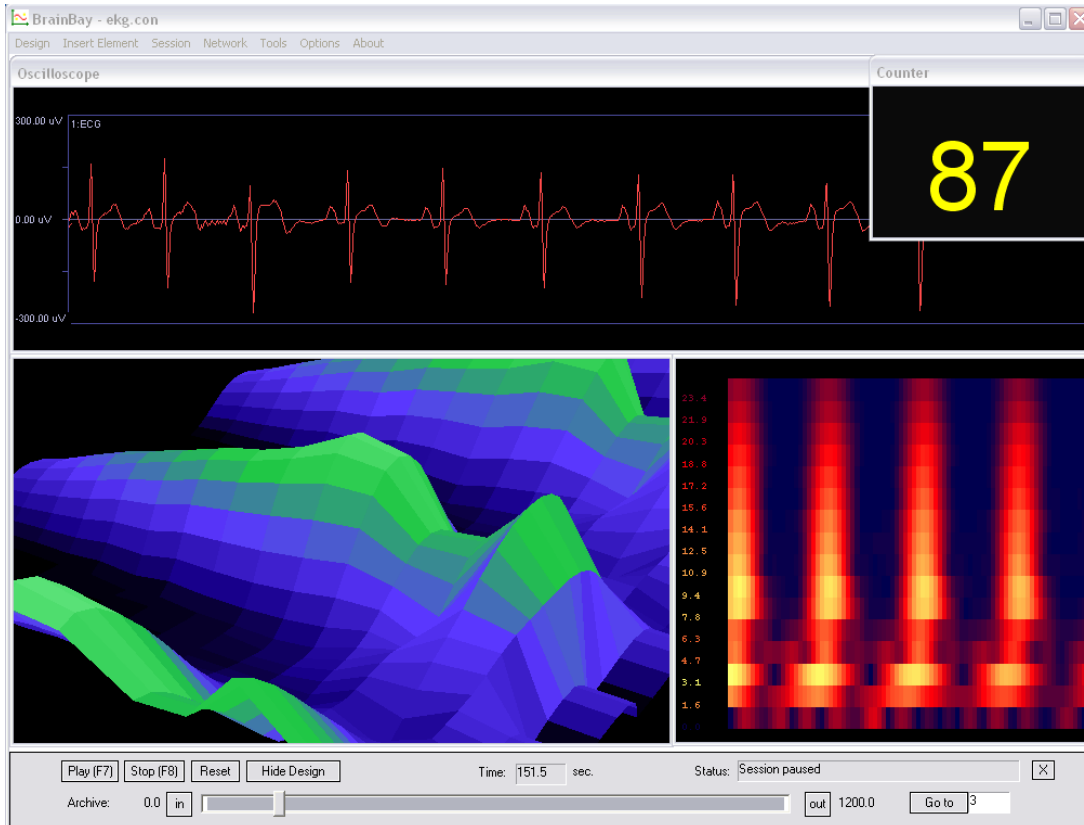 BrainBay - ekg.con
Design Insert Element Session Network Tools Options About
Oscilloscope
Counter
300.00 uV
1:ECG
0.00 uV
-300.00 uV
87
23.4
21.9
20.3
18.8
17.2
15.6
14.1
12.5
10.9
9.4
7.8
6.3
4.7
3.1
1.6
Play (F7) Stop (F8) Reset Hide Design Time: 151.5 sec. Status: Session paused X
Archive: 0.0 in out 1200.0 Go to 3